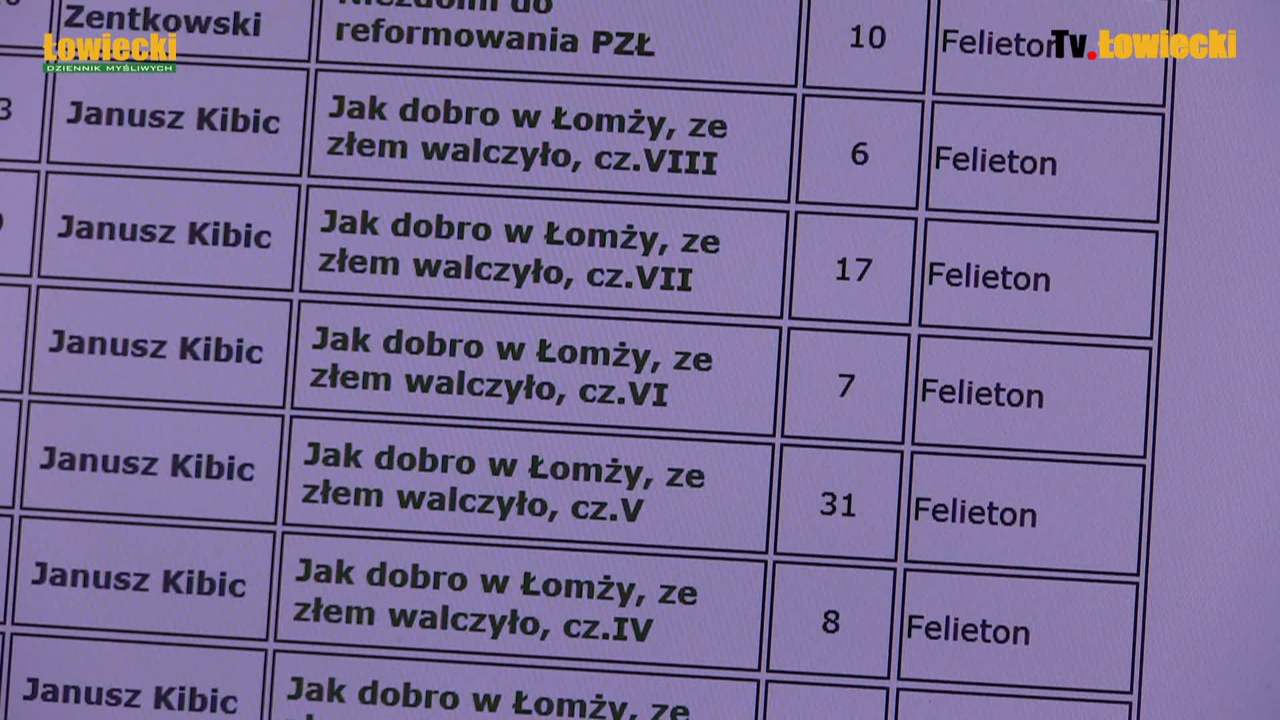 Zentkowski
do
reformowania PZŁ
10
Felieton
Łowiecki
DZIENNIK MYŚLIWYCH
Tv.Łowiecki
3
Janusz Kibic
Jak dobro w Łomży, ze
złem walczyło, cz.VIII
6
Felieton
Janusz Kibic
Jak dobro w Łomży, ze
złem walczyło, cz.VII
17
Felieton
Janusz Kibic
Jak dobro w Łomży, ze
złem walczyło, cz.VI
7
Felieton
Janusz Kibic
Jak dobro w Łomży, ze
złem walczyło, cz.V
31
Felieton
Janusz Kibic
Jak dobro w Łomży, ze
złem walczyło, cz.IV
8
Felieton
Janusz Kibic
Jak dobro w Łomży, ze